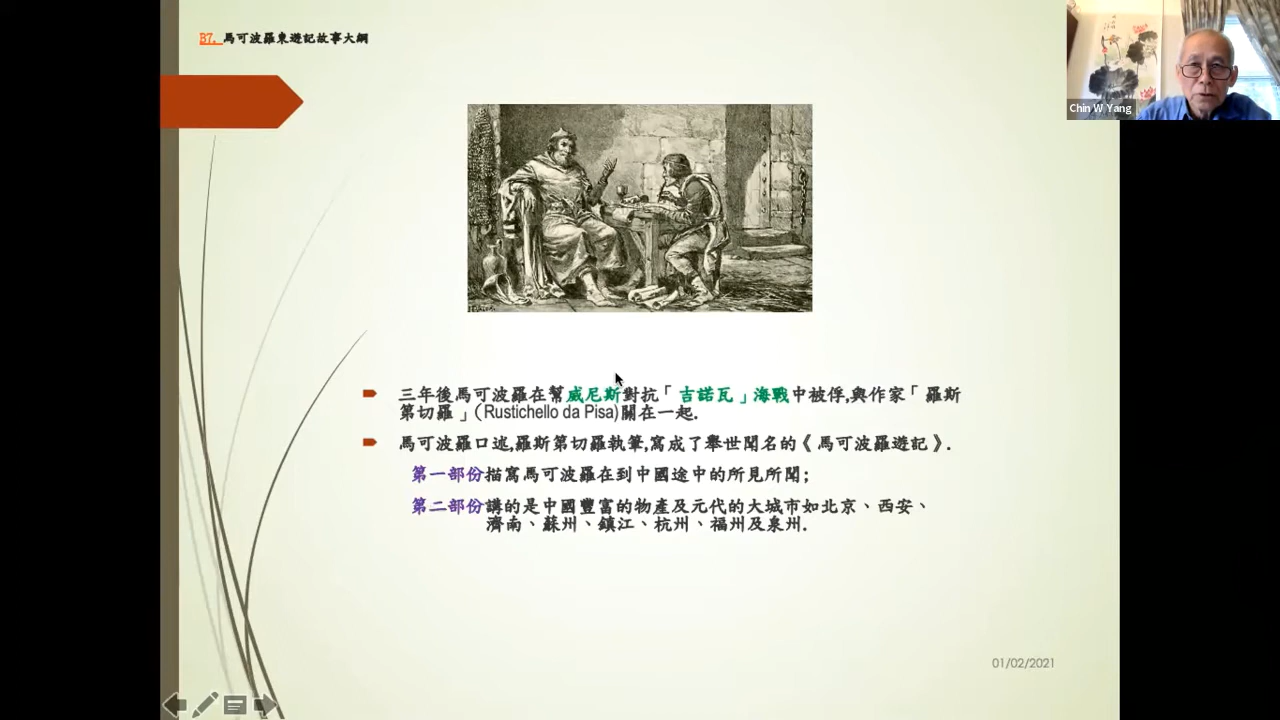 B7. 馬可波羅東遊記故事大綱
Chin W Yang
三年後馬可波羅在幫威尼斯對抗「吉諾瓦」海戰中被俘,與作家「羅斯
第切羅」(Rustichello da Pisa)關在一起.
馬可波羅口述,羅斯第切羅執筆,寫成了舉世聞名的《馬可波羅遊記》.
第一部份描寫馬可波羅在到中國途中的所見所聞;
第二部份講的是中國豐富的物產及元代的大城市如北京、西安、
濟南、蘇州、鎮江、杭州、福州及泉州.
01/02/2021